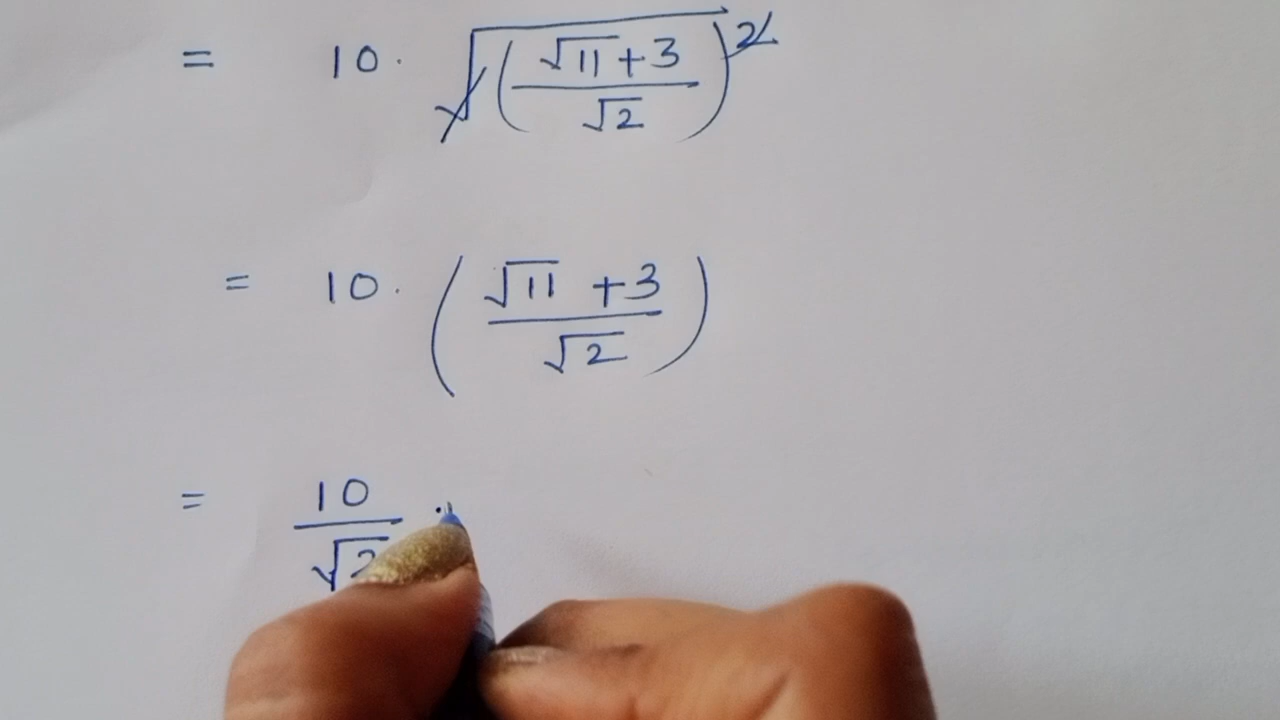 = 10 · √((√11 + 3)/√2)²
= 10 · ((√11 + 3)/√2)
= 10/√2 ·